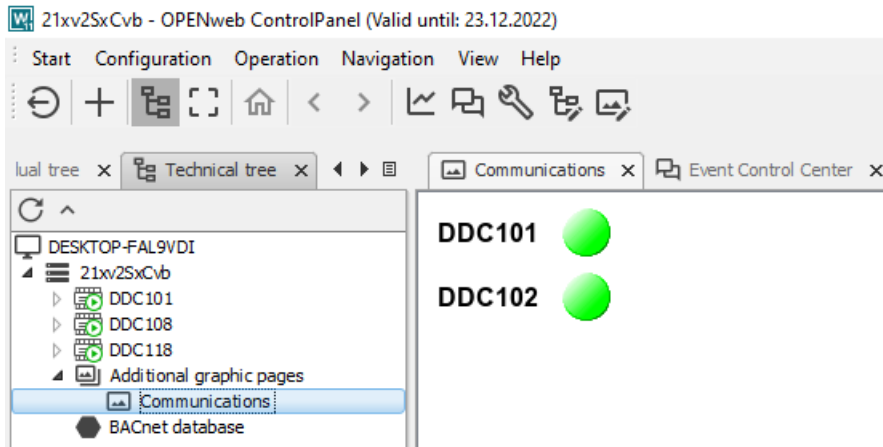 21xv2SxCvb - OPENweb ControlPanel (Valid until: 23.12.2022)
Start Configuration Operation Navigation View Help
lual tree Technical tree Communications Event Control Center
DESKTOP-FAL9VDI
21xv2SxCvb
DDC101
DDC108
DDC118
Additional graphic pages
Communications
BACnet database
DDC101
DDC102